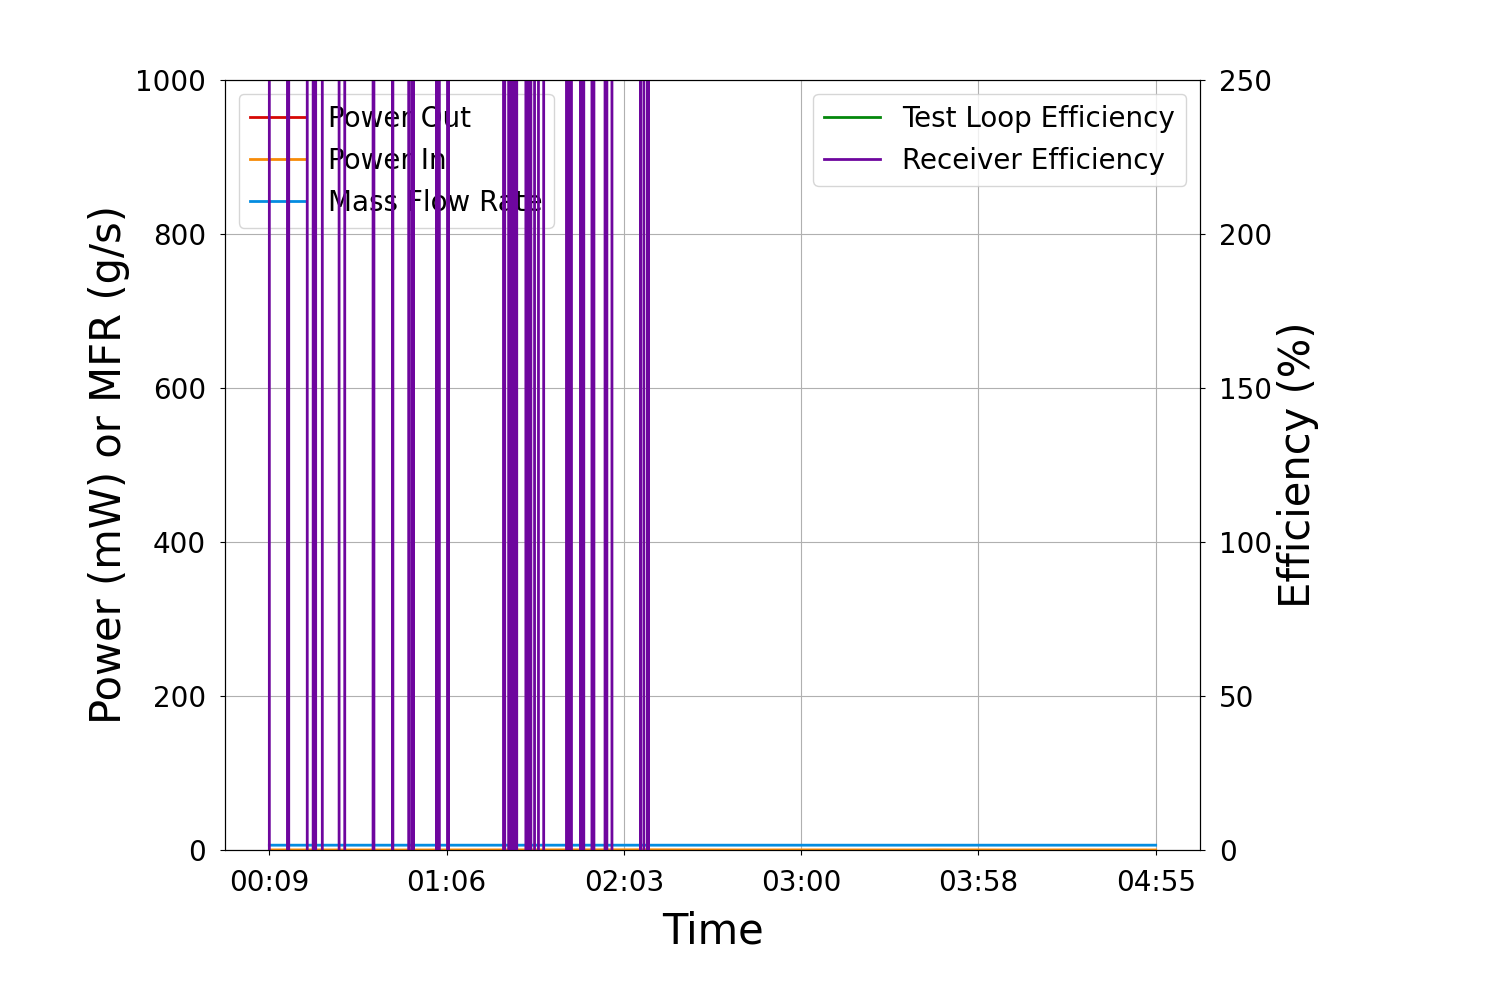 1000
800
600
400
200
0
Power (mW) or MFR (g/s)
Power Out
Power In
Mass Flow Rate
Test Loop Efficiency
Receiver Efficiency
250
200
150
100
50
0
Efficiency (%)
00:09 01:06 02:03 03:00 03:58 04:55
Time